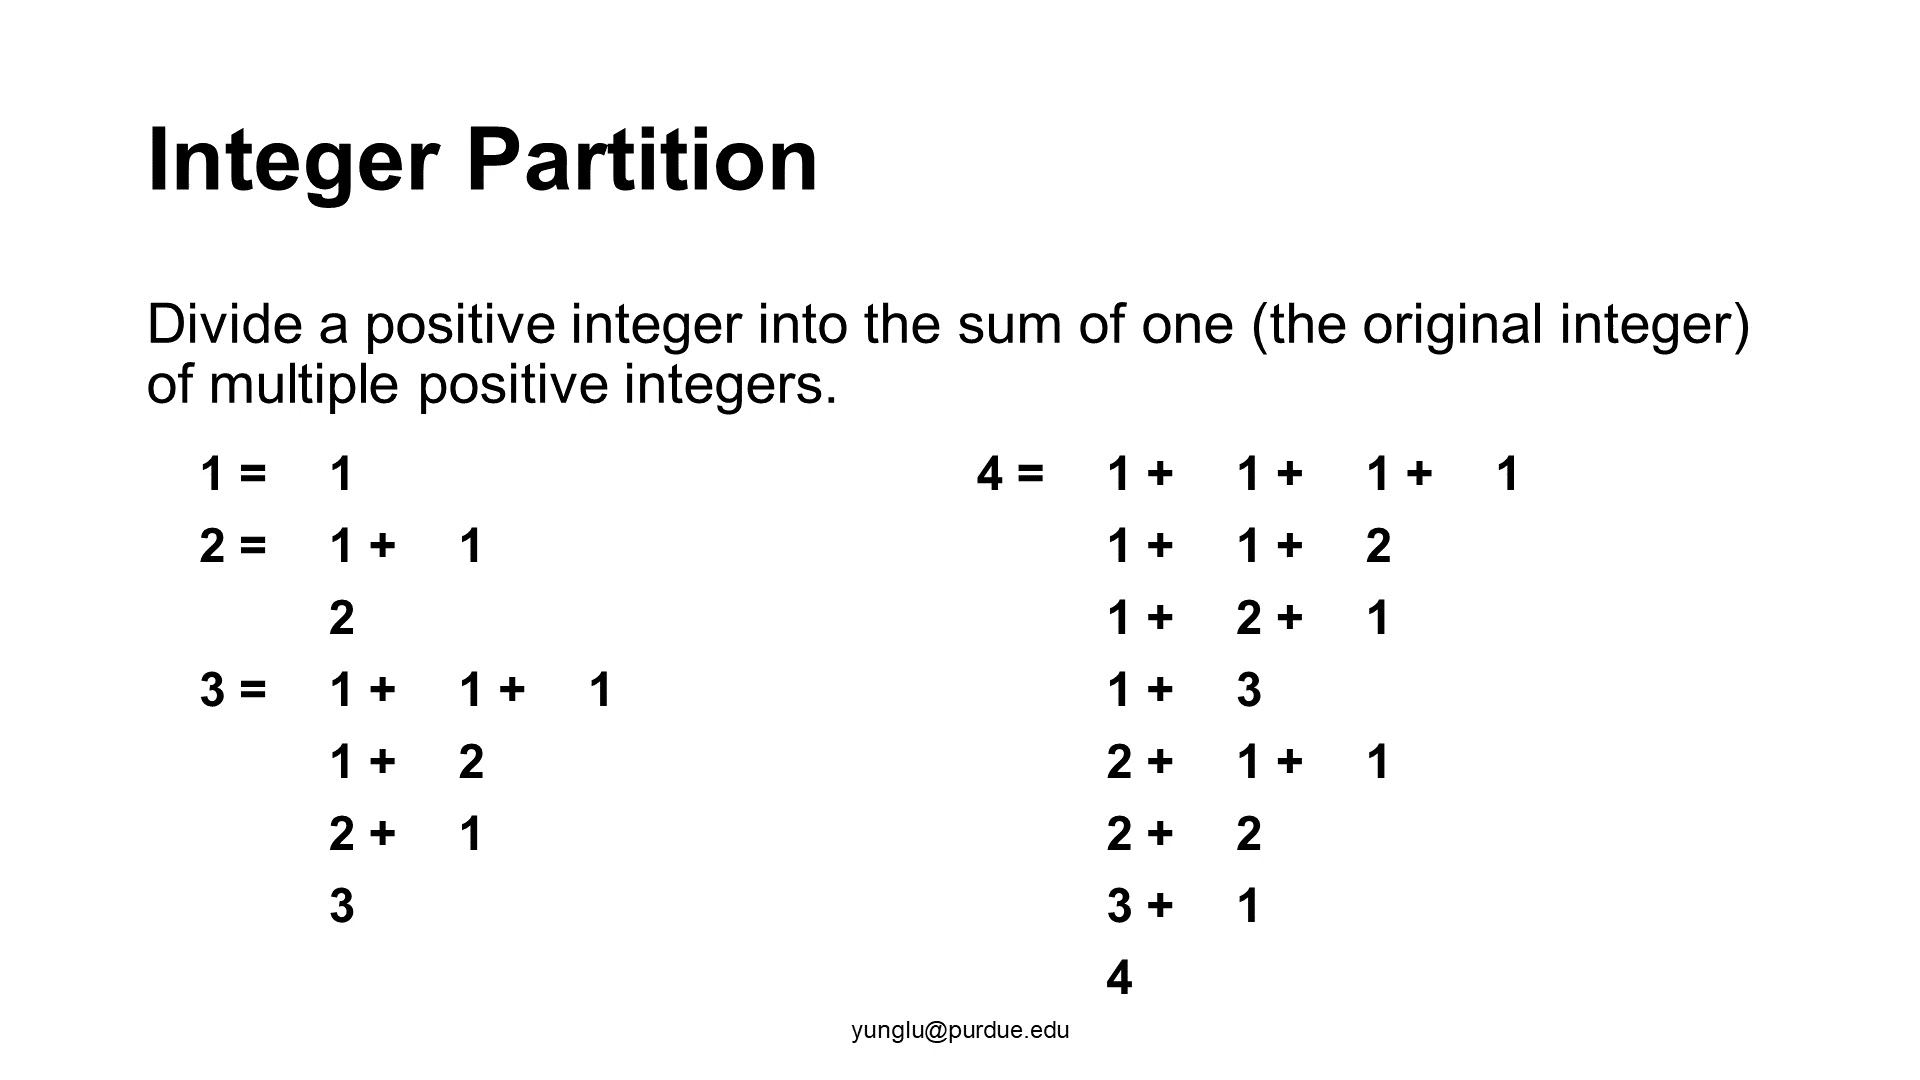 Integer Partition
Divide a positive integer into the sum of one (the original integer)
of multiple positive integers.
1 = 1
2 = 1 + 1
2
3 = 1 + 1 + 1
1 + 2
2 + 1
3
4 = 1 + 1 + 1 + 1
1 + 1 + 2
1 + 2 + 1
1 + 3
2 + 1 + 1
2 + 2
3 + 1
4
yunglu@purdue.edu